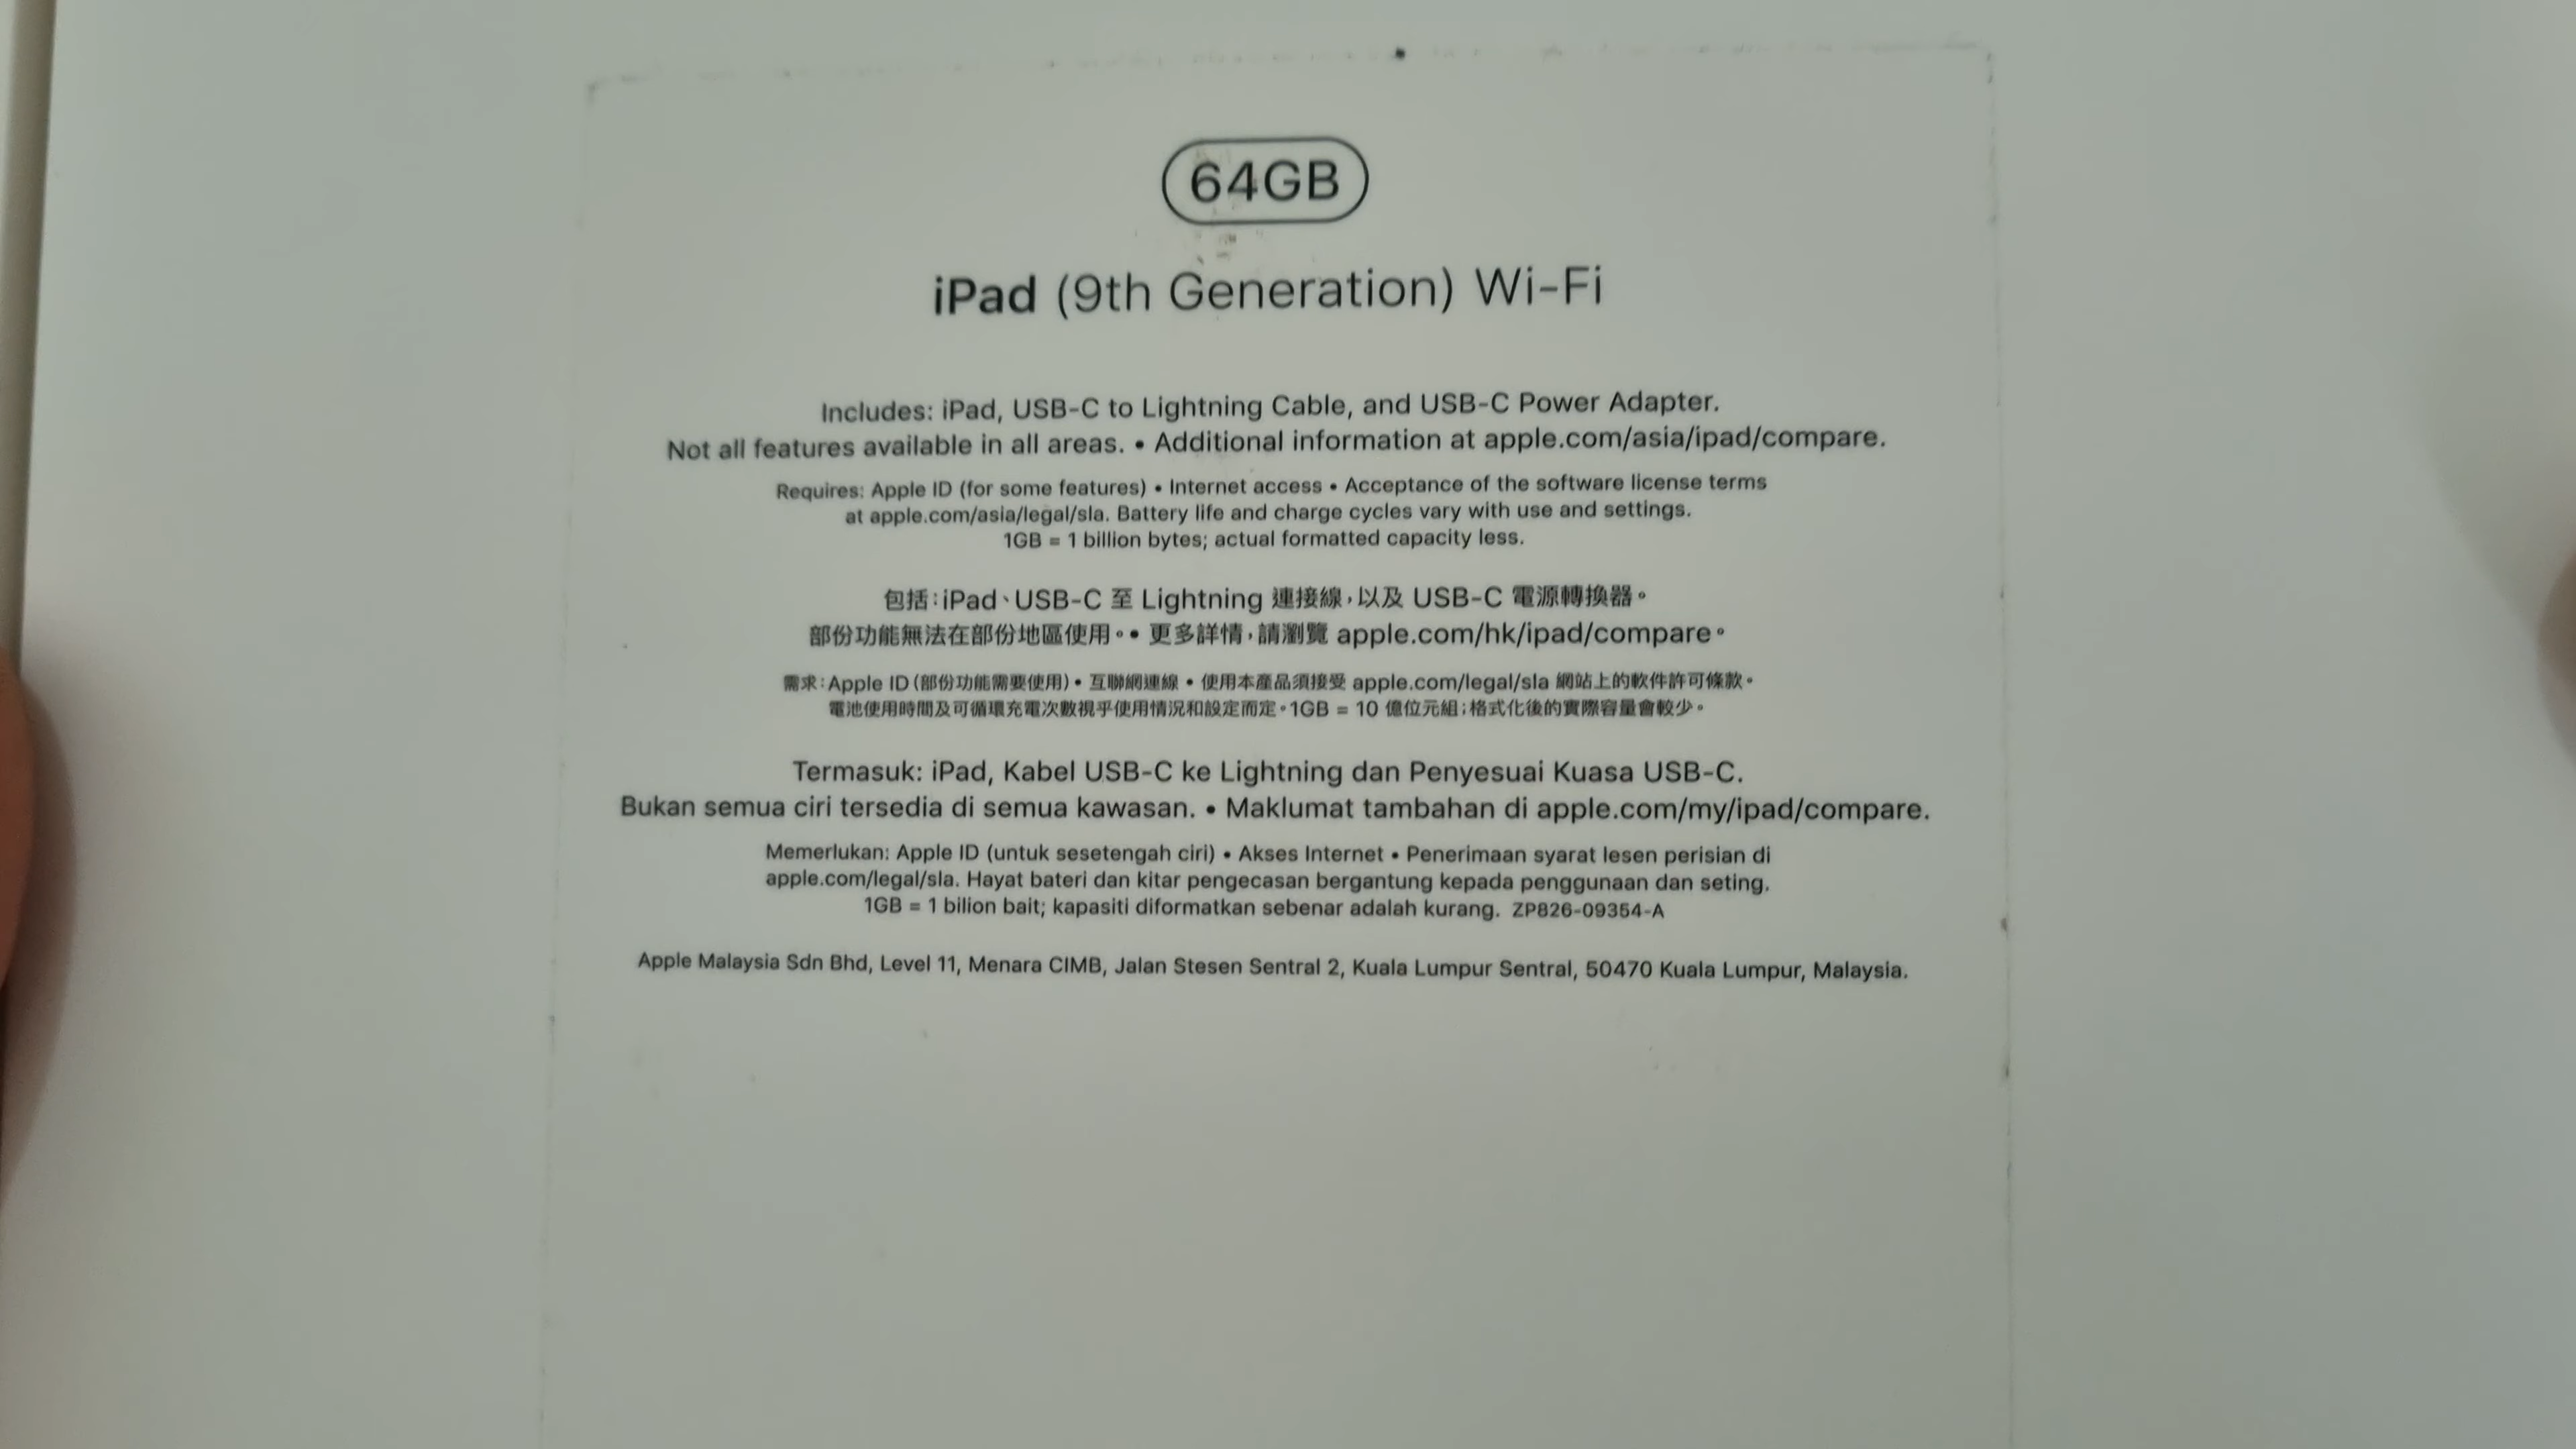 64GB
iPad (9th Generation) Wi-Fi
Includes: iPad, USB-C to Lightning Cable, and USB-C Power Adapter.
Not all features available in all areas. • Additional information at apple.com/asia/ipad/compare.
Requires: Apple ID (for some features) • Internet access • Acceptance of the software license terms
at apple.com/asia/legal/sla. Battery life and charge cycles vary with use and settings.
1GB = 1 billion bytes; actual formatted capacity less.
包括：iPad、USB-C 至 Lightning 連接線，以及 USB-C 電源轉換器。
部份功能無法在部份地區使用。• 更多詳情，請瀏覽 apple.com/hk/ipad/compare。
需求：Apple ID（部份功能需要使用）• 互聯網連線 • 使用本產品須接受 apple.com/legal/sla 網站上的軟件許可條款。
電池使用時間及可循環充電次數視乎使用情況和設定而定。1GB = 10 億位元組；格式化後的實際容量會較少。
Termasuk: iPad, Kabel USB-C ke Lightning dan Penyesuai Kuasa USB-C.
Bukan semua ciri tersedia di semua kawasan. • Maklumat tambahan di apple.com/my/ipad/compare.
Memerlukan: Apple ID (untuk sesetengah ciri) • Akses Internet • Penerimaan syarat lesen perisian di
apple.com/legal/sla. Hayat bateri dan kitar pengecasan bergantung kepada penggunaan dan seting.
1GB = 1 bilion bait; kapasiti diformatkan sebenar adalah kurang. ZP826-09354-A
Apple Malaysia Sdn Bhd, Level 11, Menara CIMB, Jalan Stesen Sentral 2, Kuala Lumpur Sentral, 50470 Kuala Lumpur, Malaysia.